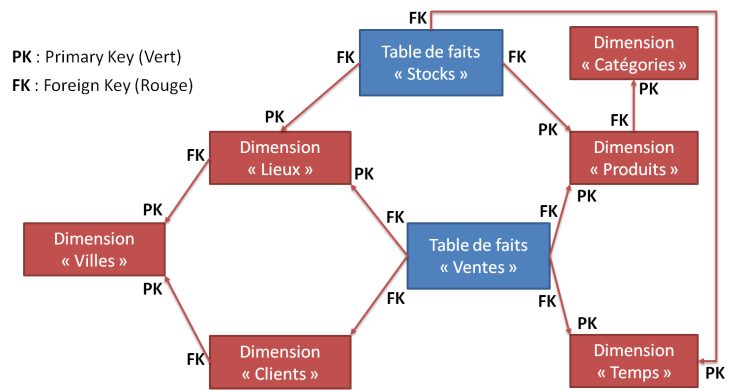 FK
PK : Primary Key (Vert)
FK : Foreign Key (Rouge)
FK
Table de faits
« Stocks »
FK
Dimension
« Catégories »
PK
FK
PK
PK
Dimension
« Lieux »
Dimension
« Produits »
FK
PK
PK
PK
FK
FK
Dimension
« Villes »
Table de faits
« Ventes »
PK
FK
FK
PK
FK
Dimension
« Clients »
Dimension
« Temps »
PK